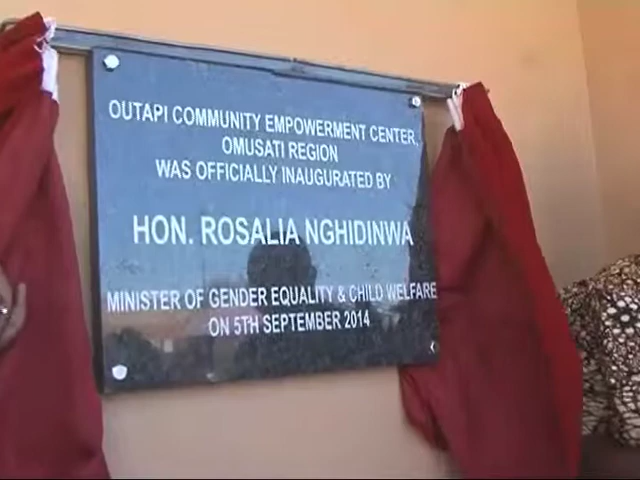 OUTAPI COMMUNITY EMPOWERMENT CENTER,
OMUSATI REGION
WAS OFFICIALLY INAUGURATED BY
HON. ROSALIA NGHIDINWA
MINISTER OF GENDER EQUALITY & CHILD WELFARE
ON 5TH SEPTEMBER 2014